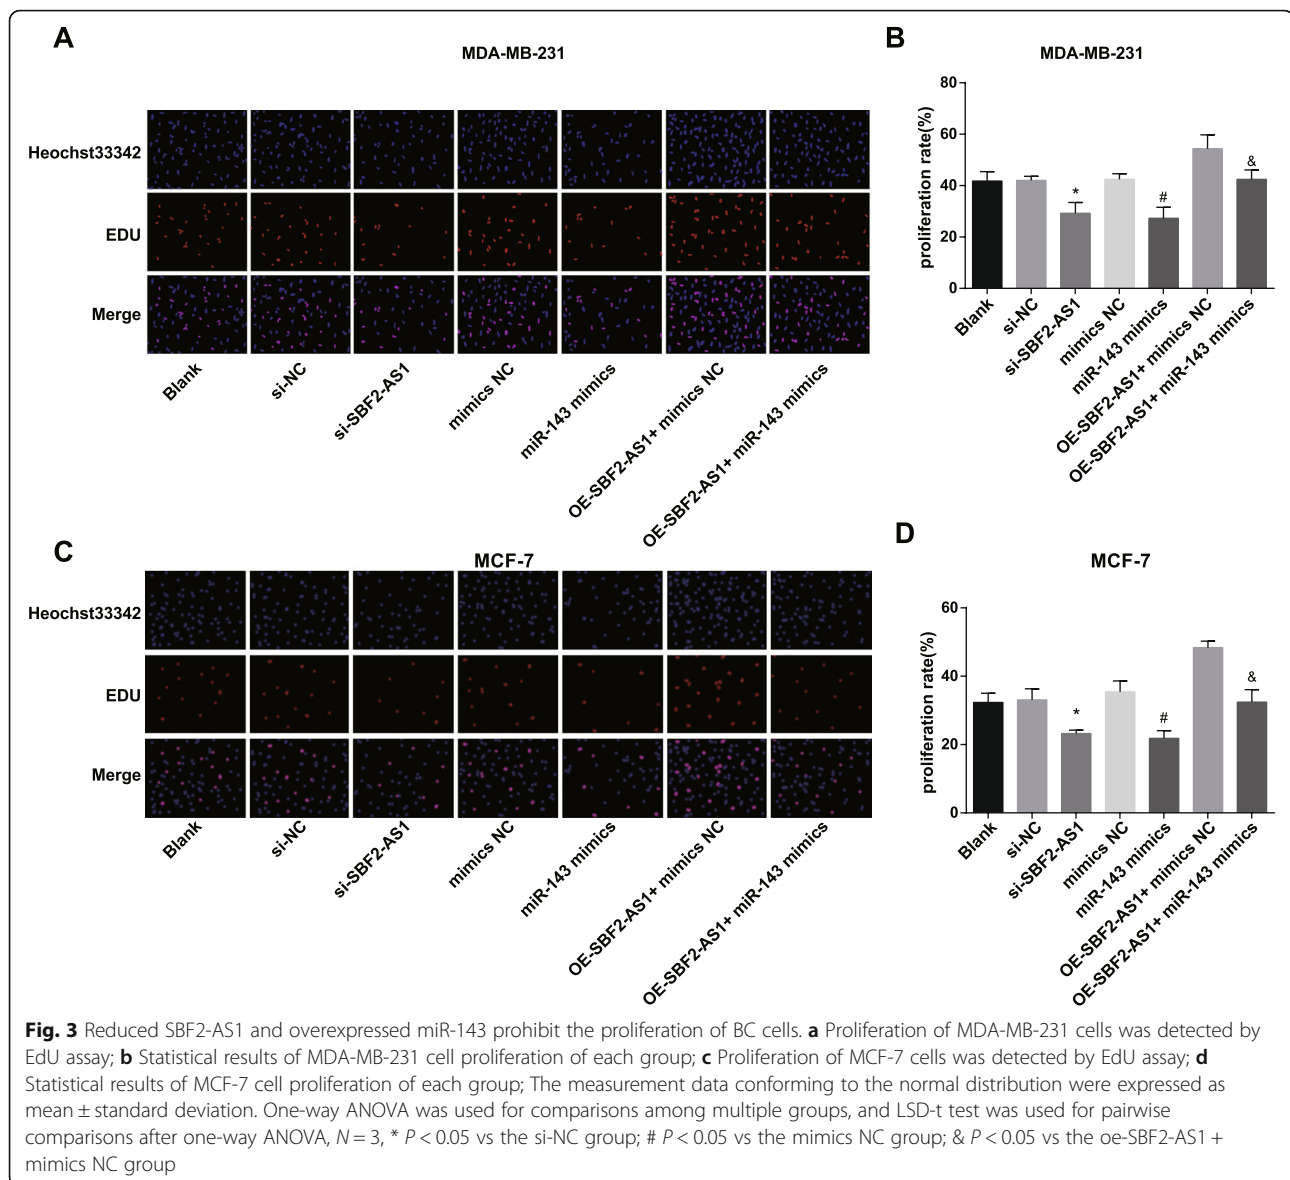 A
MDA-MB-231
Heochst33342
EDU
Merge
Blank
si-NC
si-SBF2-AS1
mimics NC
miR-143 mimics
OE-SBF2-AS1+ mimics NC
OE-SBF2-AS1+ miR-143 mimics
B
MDA-MB-231
proliferation rate(%)
80
60
40
20
0
*
#
&
Blank
si-NC
si-SBF2-AS1
mimics NC
miR-143 mimics
OE-SBF2-AS1+ mimics NC
OE-SBF2-AS1+ miR-143 mimics
C
MCF-7
Heochst33342
EDU
Merge
Blank
si-NC
si-SBF2-AS1
mimics NC
miR-143 mimics
OE-SBF2-AS1+ mimics NC
OE-SBF2-AS1+ miR-143 mimics
D
MCF-7
proliferation rate(%)
60
40
20
0
*
#
&
Blank
si-NC
si-SBF2-AS1
mimics NC
miR-143 mimics
OE-SBF2-AS1+ mimics NC
OE-SBF2-AS1+ miR-143 mimics
Fig. 3 Reduced SBF2-AS1 and overexpressed miR-143 prohibit the proliferation of BC cells. a Proliferation of MDA-MB-231 cells was detected by
EdU assay; b Statistical results of MDA-MB-231 cell proliferation of each group; c Proliferation of MCF-7 cells was detected by EdU assay; d
Statistical results of MCF-7 cell proliferation of each group; The measurement data conforming to the normal distribution were expressed as
mean ± standard deviation. One-way ANOVA was used for comparisons among multiple groups, and LSD-t test was used for pairwise
comparisons after one-way ANOVA, N = 3, * P < 0.05 vs the si-NC group; # P < 0.05 vs the mimics NC group; & P < 0.05 vs the oe-SBF2-AS1 +
mimics NC group